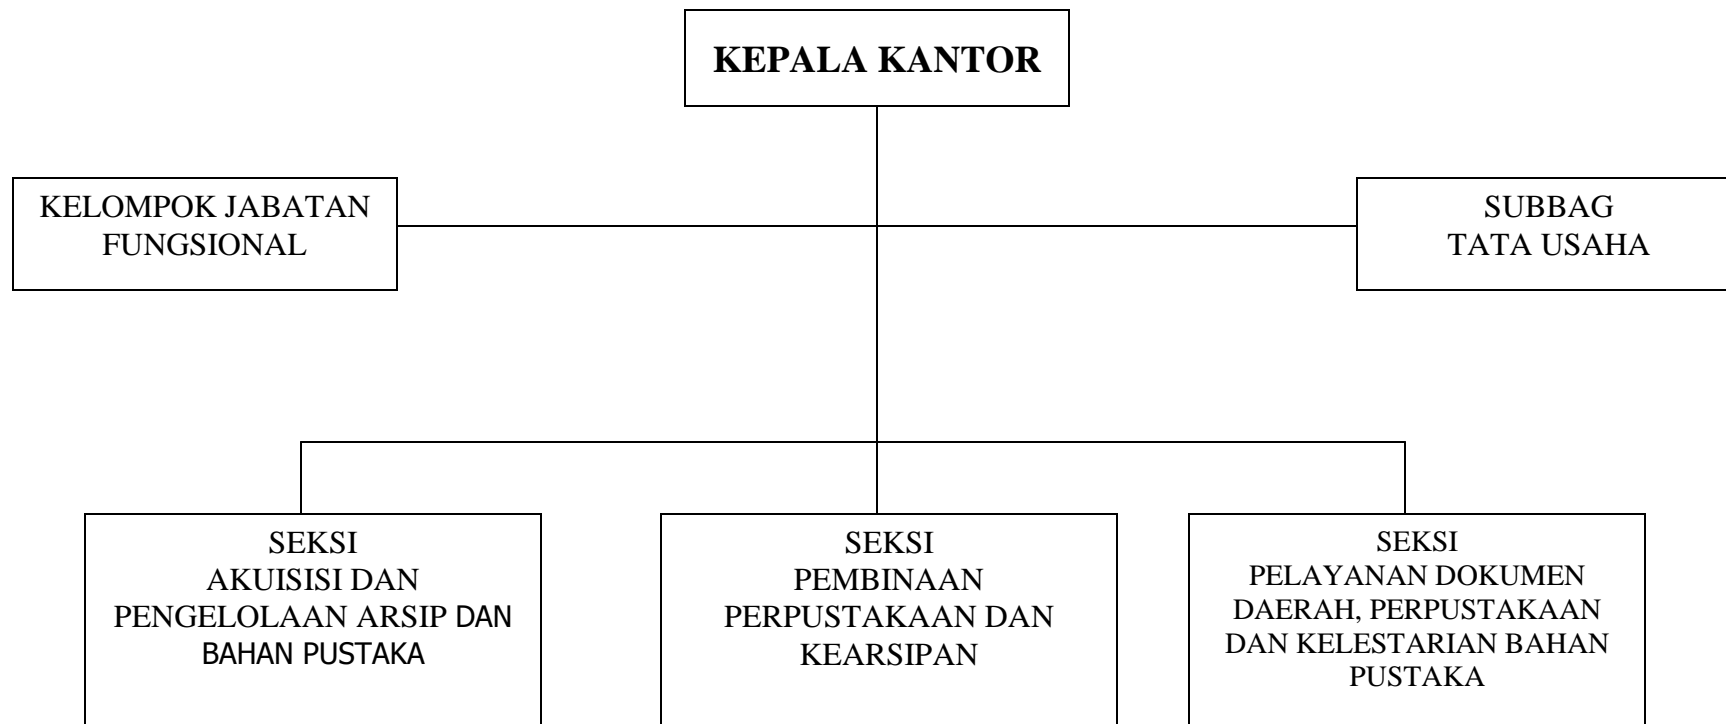 KEPALA KANTOR
KELOMPOK JABATAN
FUNGSIONAL
SUBBAG
TATA USAHA
SEKSI
AKUISISI DAN
PENGELOLAAN ARSIP DAN
BAHAN PUSTAKA
SEKSI
PEMBINAAN
PERPUSTAKAAN DAN
KEARSIPAN
SEKSI
PELAYANAN DOKUMEN
DAERAH, PERPUSTAKAAN
DAN KELESTARIAN BAHAN
PUSTAKA